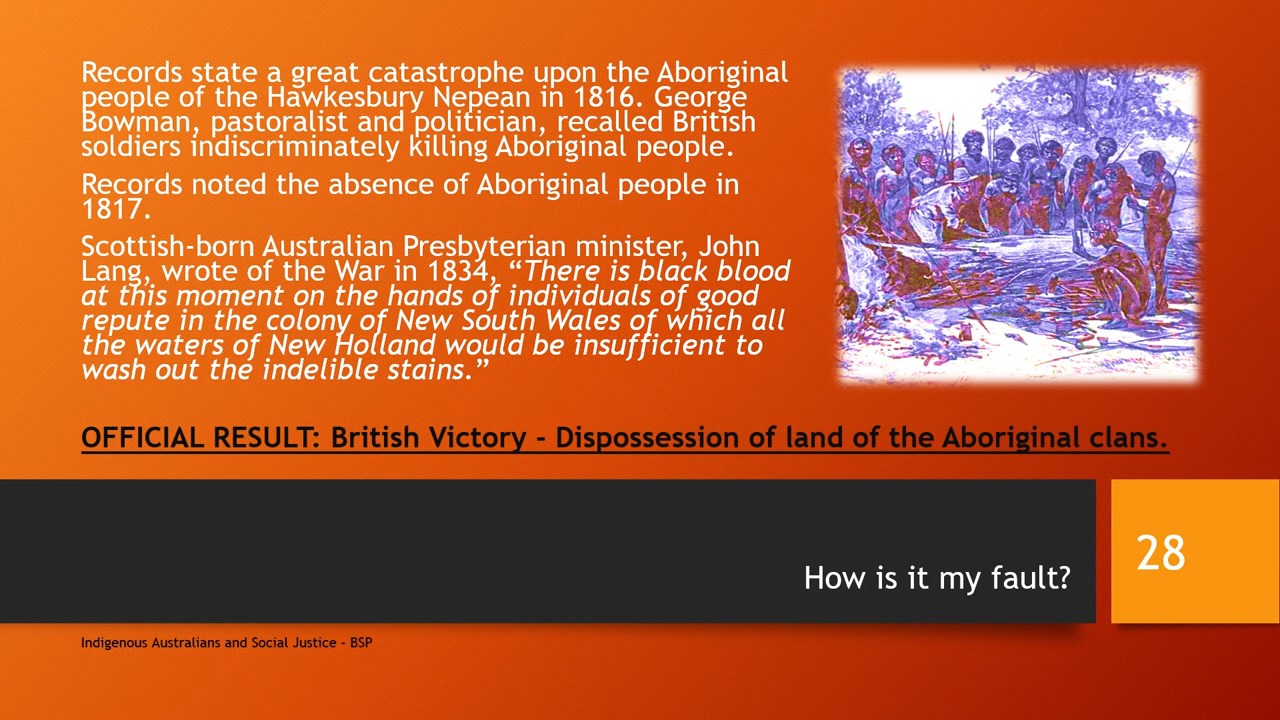 Records state a great catastrophe upon the Aboriginal
people of the Hawkesbury Nepean in 1816. George
Bowman, pastoralist and politician, recalled British
soldiers indiscriminately killing Aboriginal people.
Records noted the absence of Aboriginal people in
1817.
Scottish-born Australian Presbyterian minister, John
Lang, wrote of the War in 1834, “There is black blood
at this moment on the hands of individuals of good
repute in the colony of New South Wales of which all
the waters of New Holland would be insufficient to
wash out the indelible stains.”
OFFICIAL RESULT: British Victory - Dispossession of land of the Aboriginal clans.
How is it my fault?
28
Indigenous Australians and Social Justice - BSP